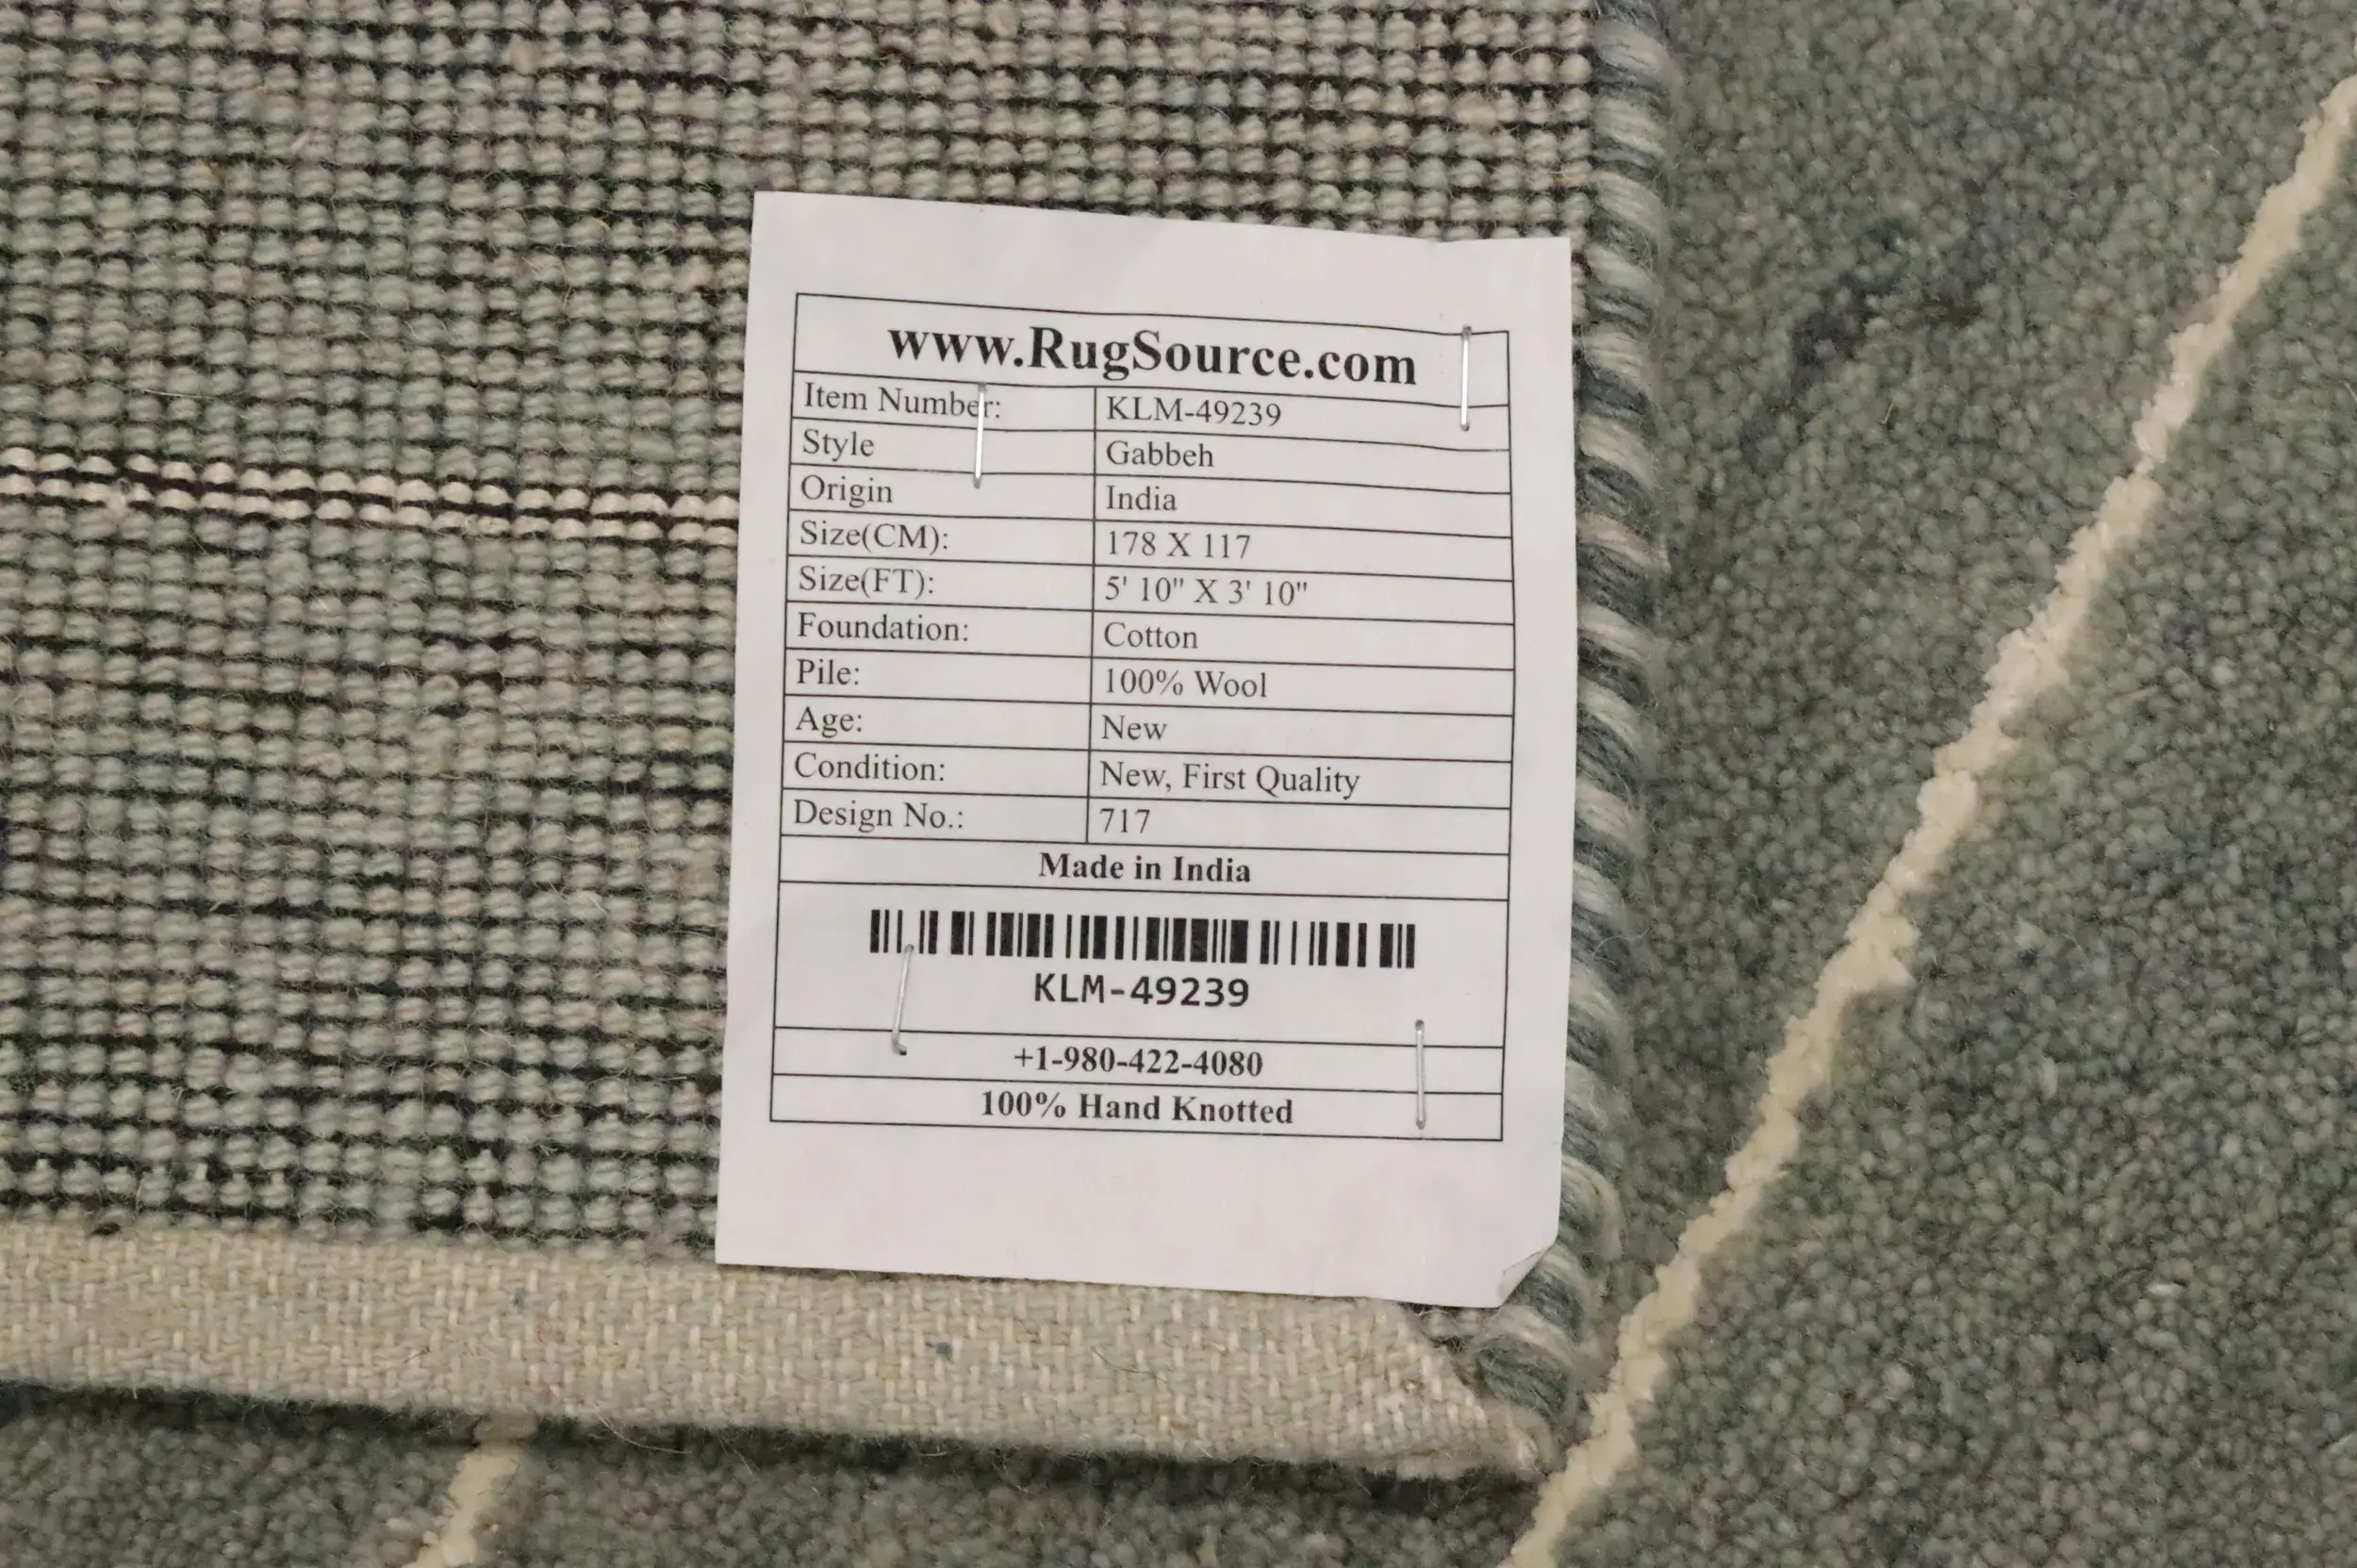 www.RugSource.com
Item Number: KLM-49239
Style Gabbeh
Origin India
Size(CM): 178 X 117
Size(FT): 5' 10" X 3' 10"
Foundation: Cotton
Pile: 100% Wool
Age: New
Condition: New, First Quality
Design No.: 717
Made in India
KLM-49239
+1-980-422-4080
100% Hand Knotted